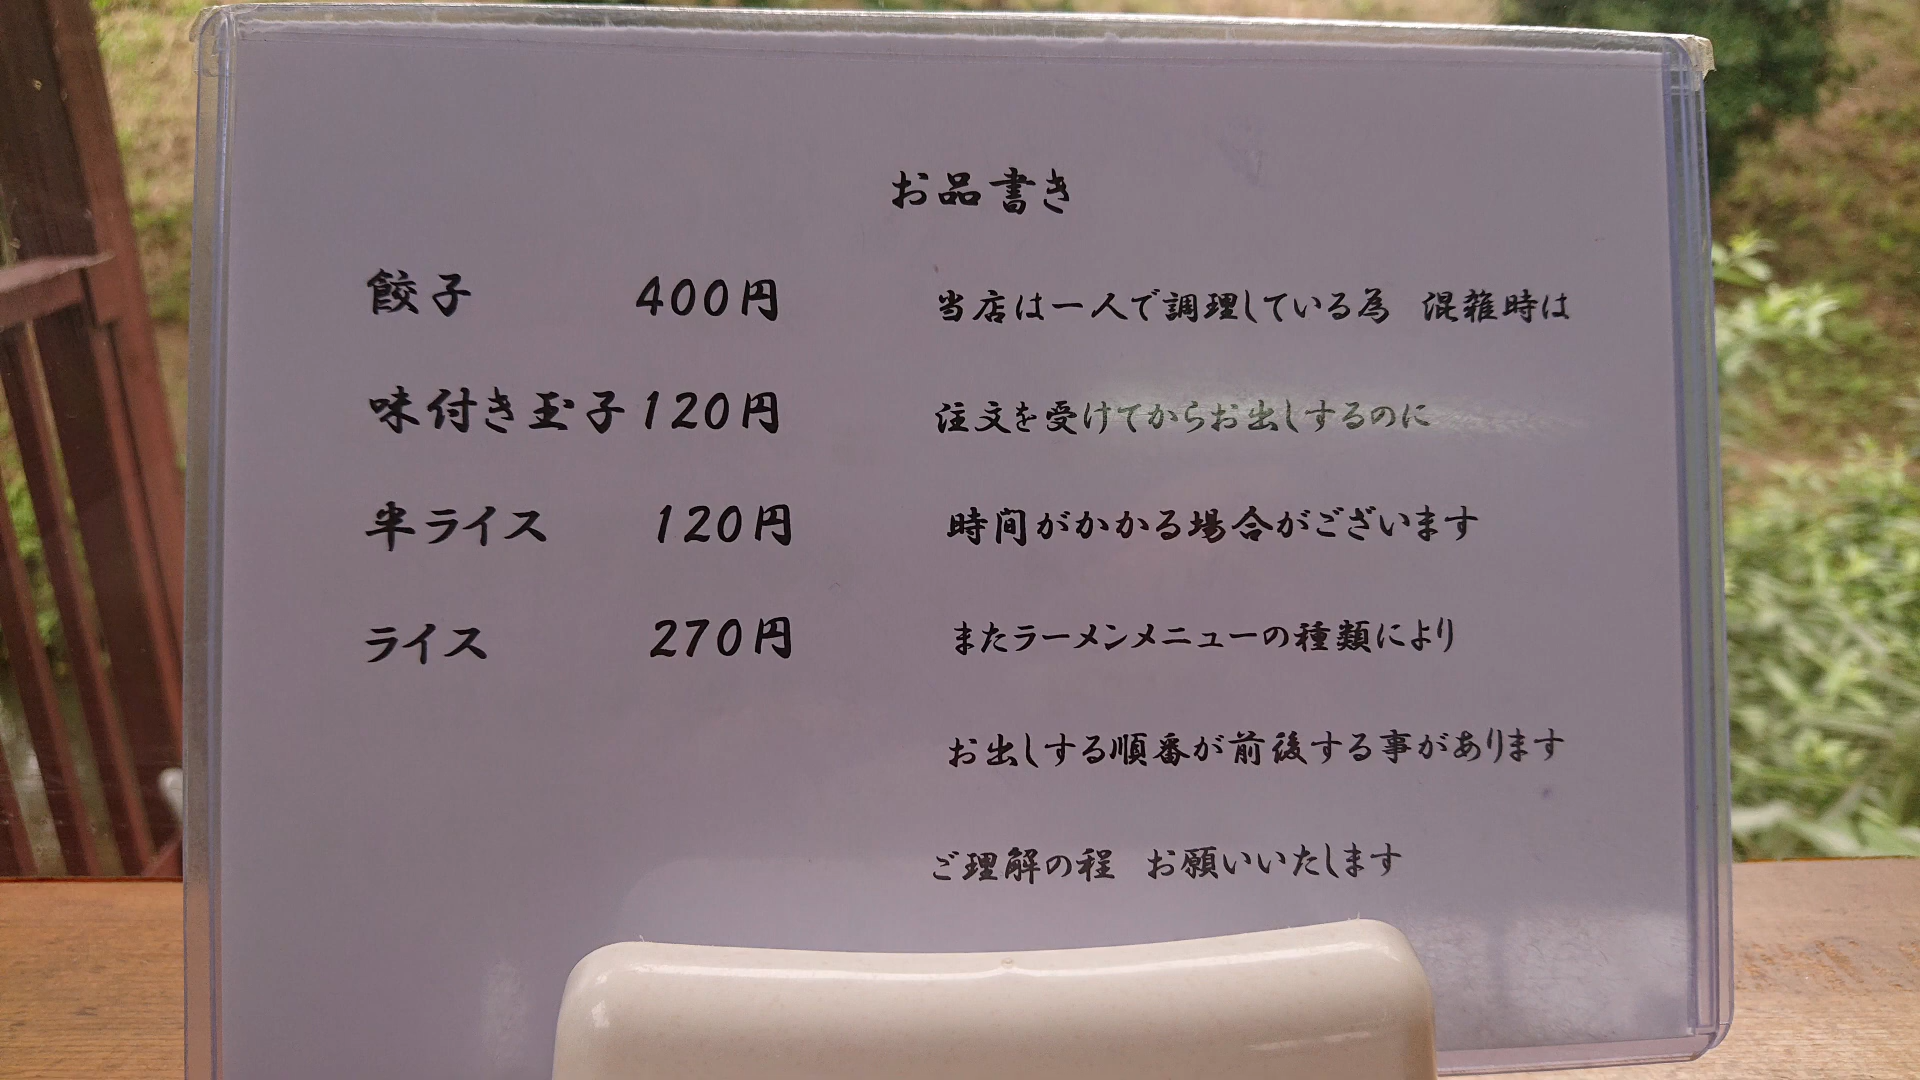 お品書き
餃子 400円
味付き玉子 120円
半ライス 120円
ライス 270円
当店は一人で調理している為 混雑時は
注文を受けてからお出しするのに
時間がかかる場合がございます
またラーメンメニューの種類により
お出しする順番が前後する事があります
ご理解の程 お願いいたします